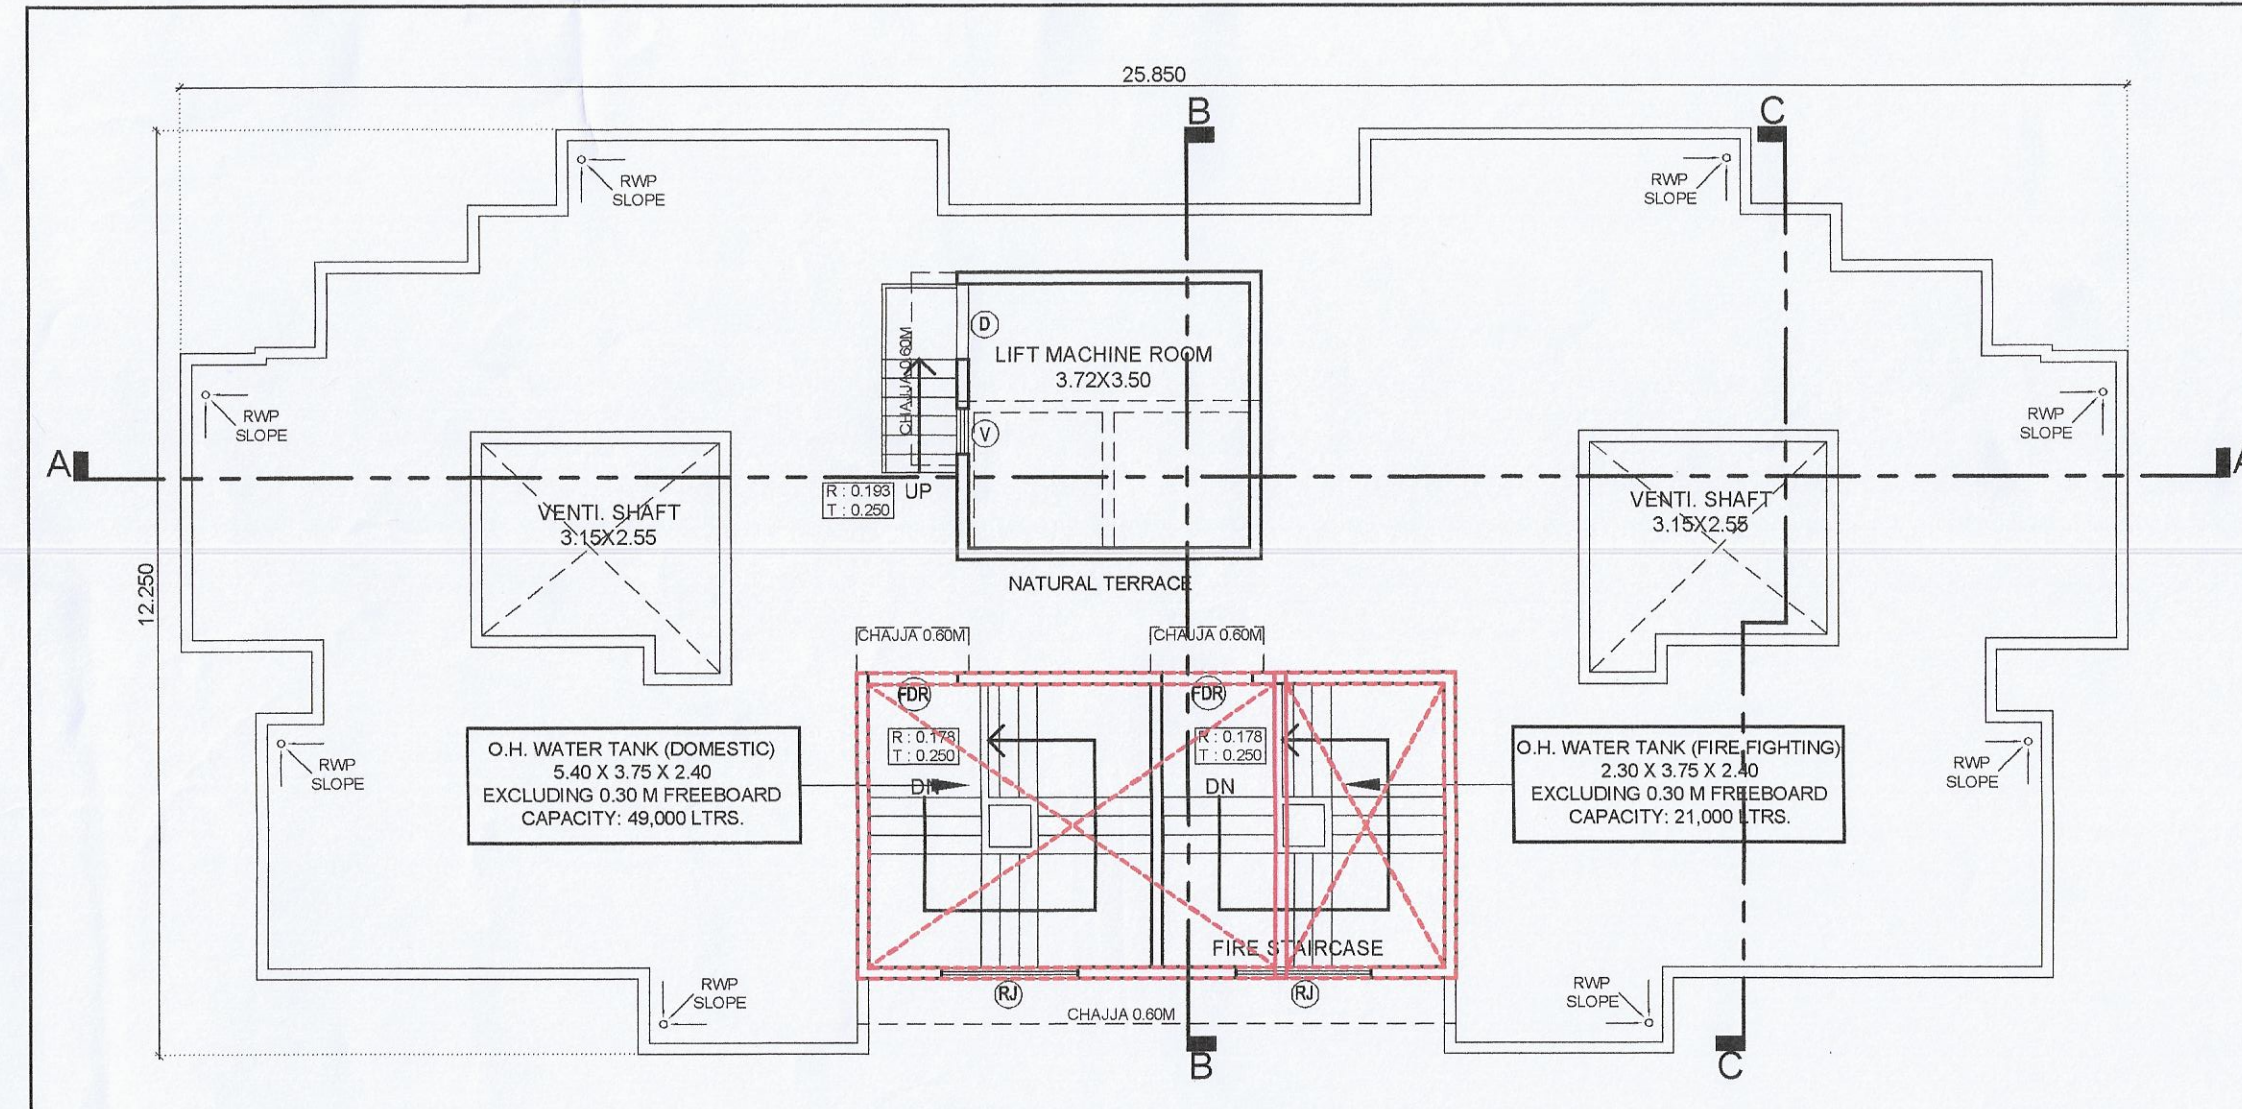 25.850
B
C
RWP
SLOPE
RWP
SLOPE
D
CHAJJA 0.60M
LIFT MACHINE ROOM
3.72X3.50
RWP
SLOPE
RWP
SLOPE
V
A
A
R : 0.193
T : 0.250
UP
VENTI. SHAFT
3.15X2.55
VENTI. SHAFT
3.15X2.55
12.250
NATURAL TERRACE
CHAJJA 0.60M
CHAJJA 0.60M
FDR
FDR
R : 0.178
T : 0.250
R : 0.178
T : 0.250
DN
DN
O.H. WATER TANK (DOMESTIC)
5.40 X 3.75 X 2.40
EXCLUDING 0.30 M FREEBOARD
CAPACITY: 49,000 LTRS.
O.H. WATER TANK (FIRE FIGHTING)
2.30 X 3.75 X 2.40
EXCLUDING 0.30 M FREEBOARD
CAPACITY: 21,000 LTRS.
RWP
SLOPE
RWP
SLOPE
FIRE STAIRCASE
RJ
RJ
RWP
SLOPE
RWP
SLOPE
CHAJJA 0.60M
B
C